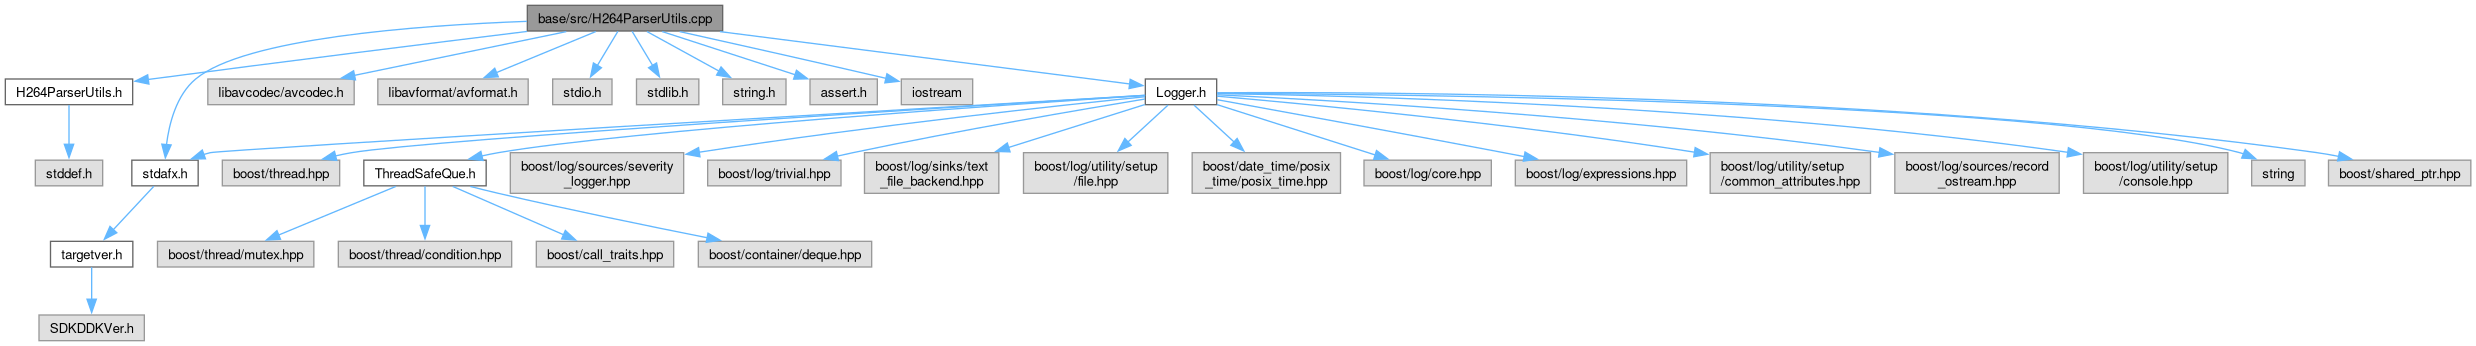 base/src/H264ParserUtils.cpp
H264ParserUtils.h
libavcodec/avcodec.h
libavformat/avformat.h
stdio.h
stdlib.h
string.h
assert.h
iostream
Logger.h
stddef.h
stdafx.h
boost/thread.hpp
ThreadSafeQue.h
boost/log/sources/severity
_logger.hpp
boost/log/trivial.hpp
boost/log/sinks/text
_file_backend.hpp
boost/log/utility/setup
/file.hpp
boost/date_time/posix
_time/posix_time.hpp
boost/log/core.hpp
boost/log/expressions.hpp
boost/log/utility/setup
/common_attributes.hpp
boost/log/sources/record
_ostream.hpp
boost/log/utility/setup
/console.hpp
string
boost/shared_ptr.hpp
targetver.h
boost/thread/mutex.hpp
boost/thread/condition.hpp
boost/call_traits.hpp
boost/container/deque.hpp
SDKDDKVer.h